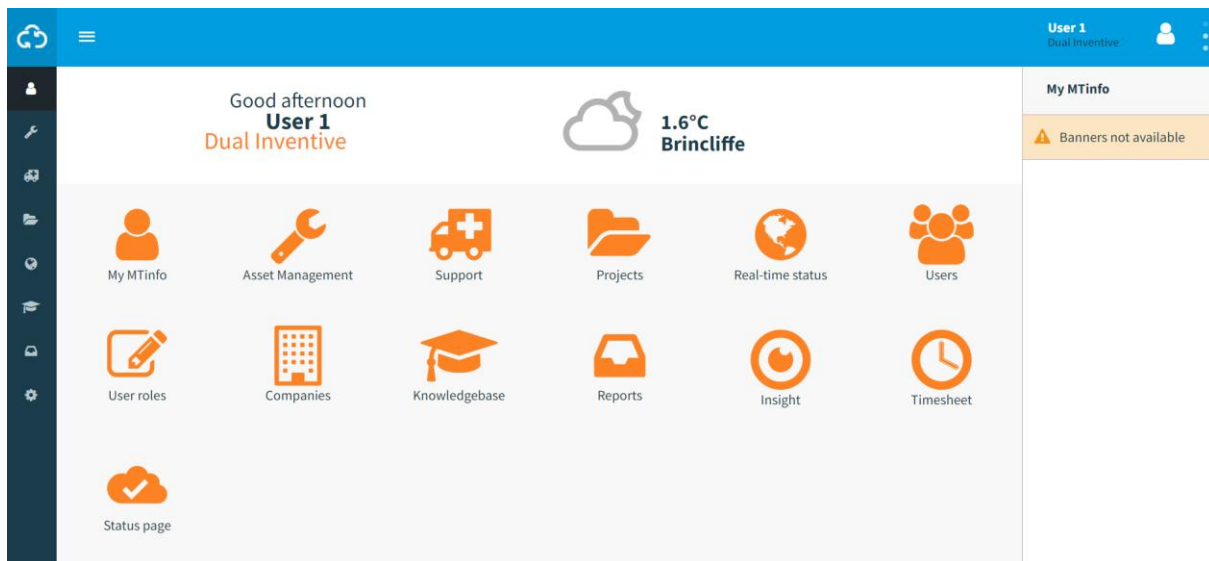 User 1
Dual Inventive
Good afternoon
User 1
Dual Inventive
1.6°C
Brincliffe
My MTinfo
Banners not available
My MTinfo
Asset Management
Support
Projects
Real-time status
Users
User roles
Companies
Knowledgebase
Reports
Insight
Timesheet
Status page